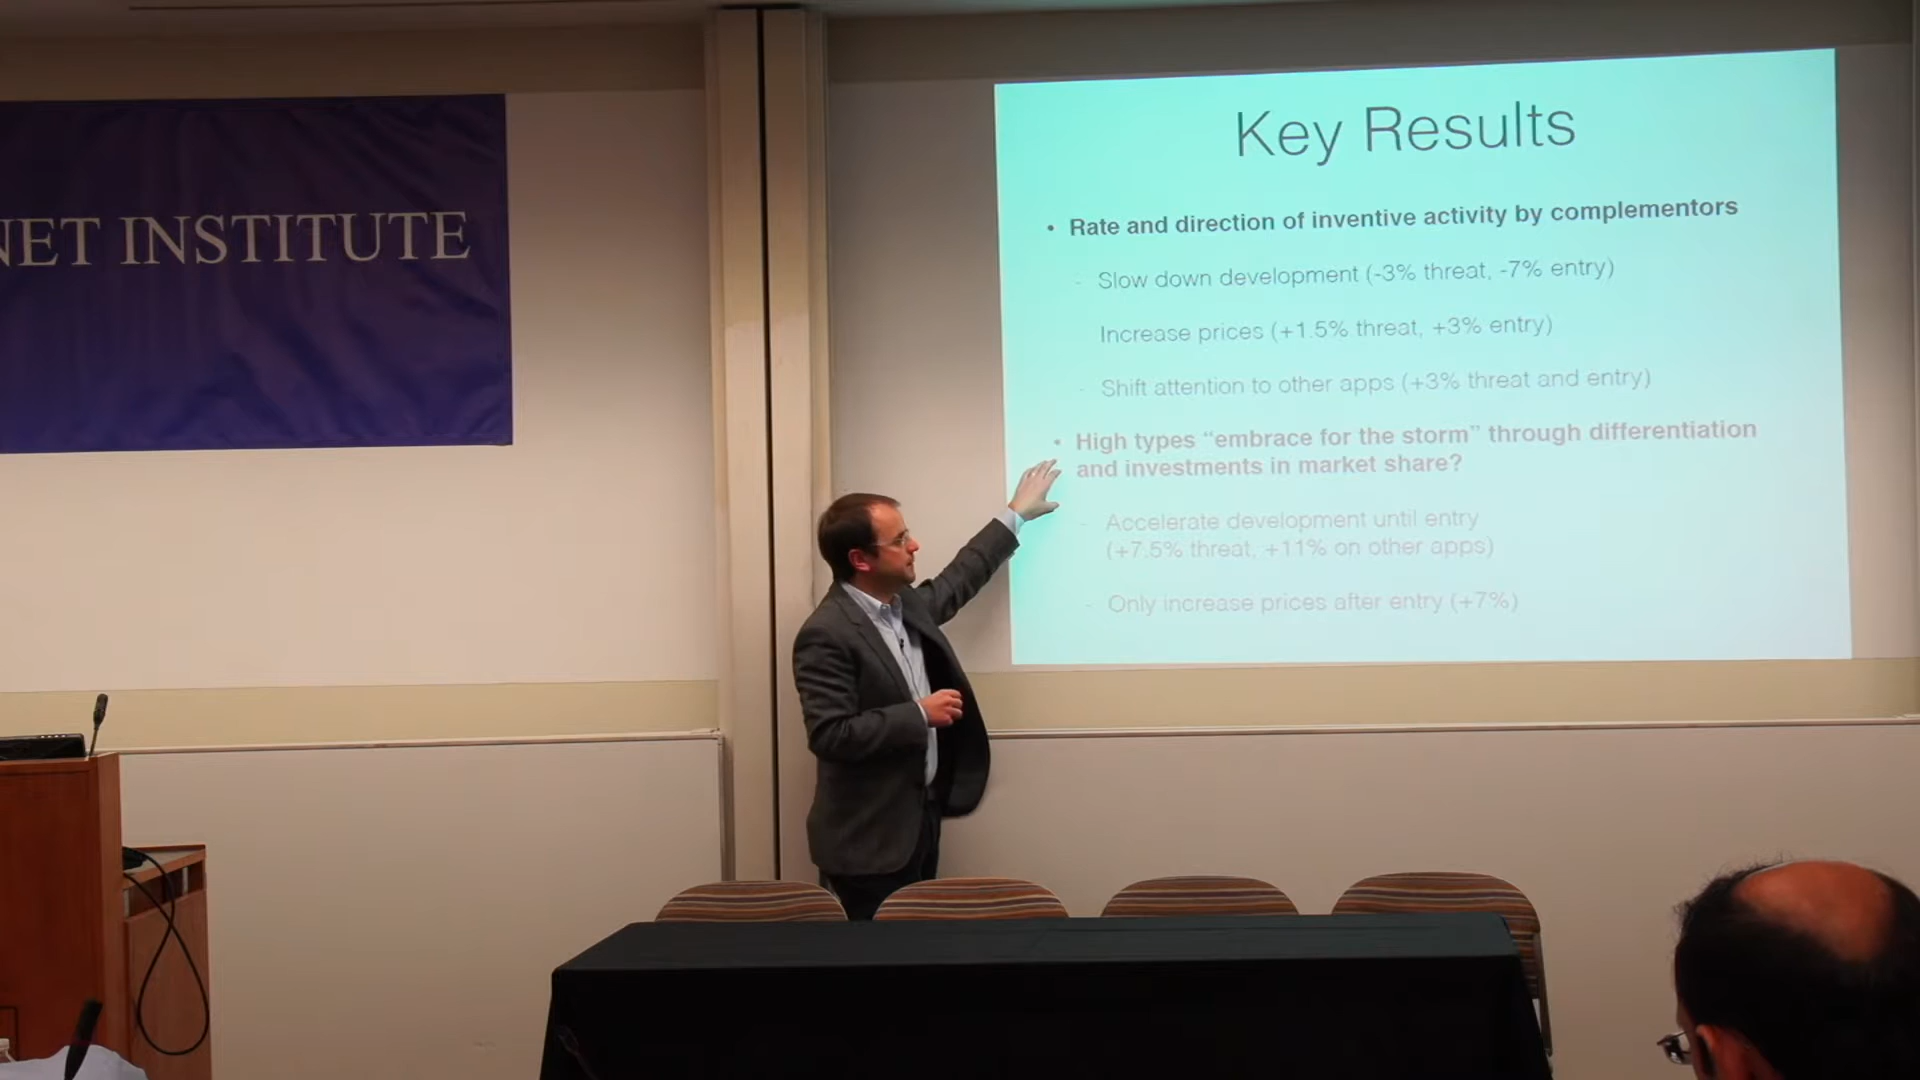 NET INSTITUTE
Key Results
• Rate and direction of inventive activity by complementors
- Slow down development (-3% threat, -7% entry)
Increase prices (+1.5% threat, +3% entry)
- Shift attention to other apps (+3% threat and entry)
• High types “embrace for the storm” through differentiation
and investments in market share?
- Accelerate development until entry
(+7.5% threat, +11% on other apps)
- Only increase prices after entry (+7%)